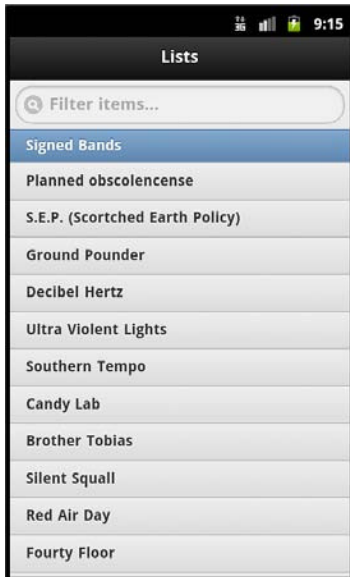 3G 9:15
Lists
Filter items...
Signed Bands
Planned obscolencense
S.E.P. (Scortched Earth Policy)
Ground Pounder
Decibel Hertz
Ultra Violent Lights
Southern Tempo
Candy Lab
Brother Tobias
Silent Squall
Red Air Day
Fourty Floor